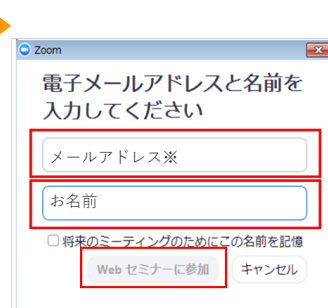 Zoom
電子メールアドレスと名前を
入力してください
メールアドレス※
お名前
将来のミーティングのためにこの名前を記憶
Web セミナーに参加
キャンセル